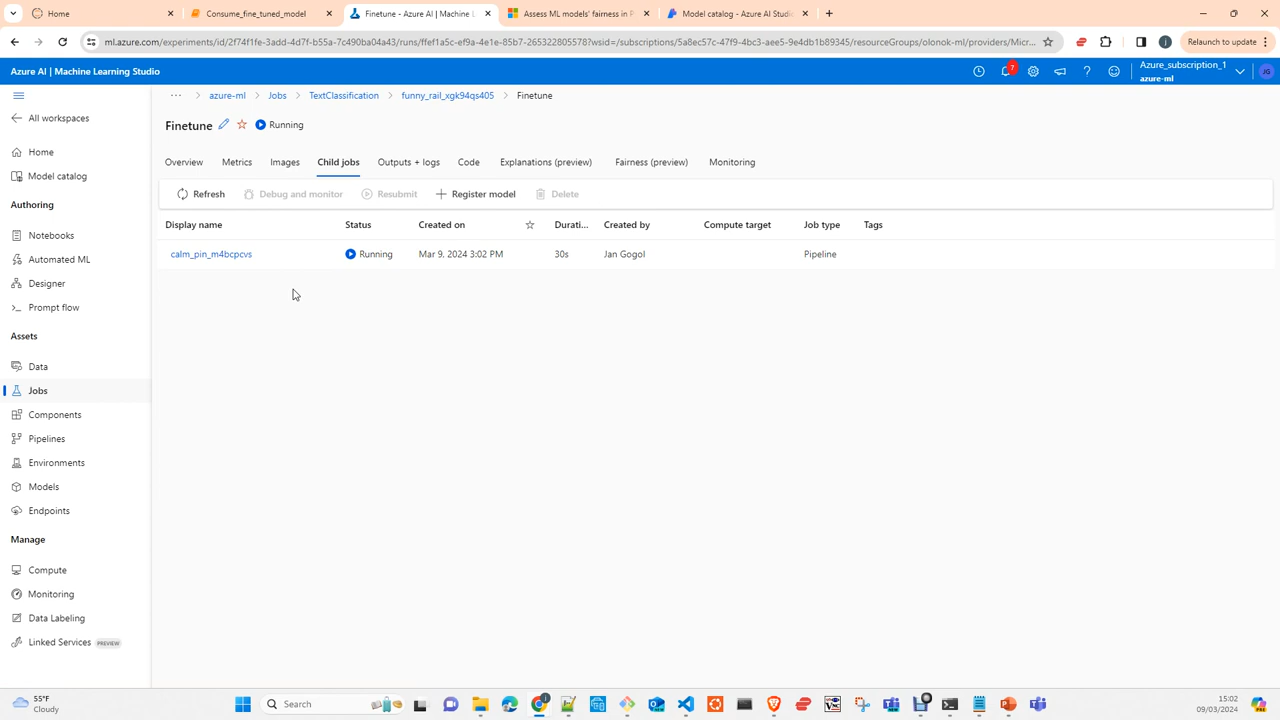 Home
Consume_fine_tuned_model
Finetune - Azure AI | Machine L
Assess ML models' fairness in P
Model catalog - Azure AI Studio
ml.azure.com/experiments/id/2f74f1fe-3add-4d7f-b55a-7c490ba04a43/runs/ffef1a5c-ef9a-4e1e-85b7-265322805578?wsid=/subscriptions/5a8ec57c-47f9-4bc3-aee5-9e4db1b89345/resourceGroups/olonok-ml/providers/Micr...
Relaunch to update
Azure AI | Machine Learning Studio
7
Azure_subscription_1
azure-ml
JG
All workspaces
Home
Model catalog
Authoring
Notebooks
Automated ML
Designer
Prompt flow
Assets
Data
Jobs
Components
Pipelines
Environments
Models
Endpoints
Manage
Compute
Monitoring
Data Labeling
Linked Services PREVIEW
... > azure-ml > Jobs > TextClassification > funny_rail_xgk94qs405 > Finetune
Finetune Running
Overview Metrics Images Child jobs Outputs + logs Code Explanations (preview) Fairness (preview) Monitoring
Refresh Debug and monitor Resubmit Register model Delete
Display name Status Created on Durati... Created by Compute target Job type Tags
calm_pin_m4bcpcvs Running Mar 9, 2024 3:02 PM 30s Jan Gogol Pipeline
55°F
Cloudy
Search
15:02
09/03/2024